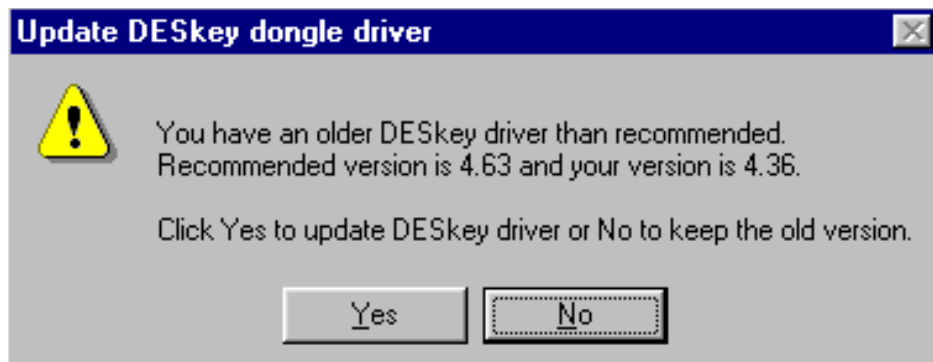 Update DESkey dongle driver
You have an older DESkey driver than recommended.
Recommended version is 4.63 and your version is 4.36.
Click Yes to update DESkey driver or No to keep the old version.
Yes
No